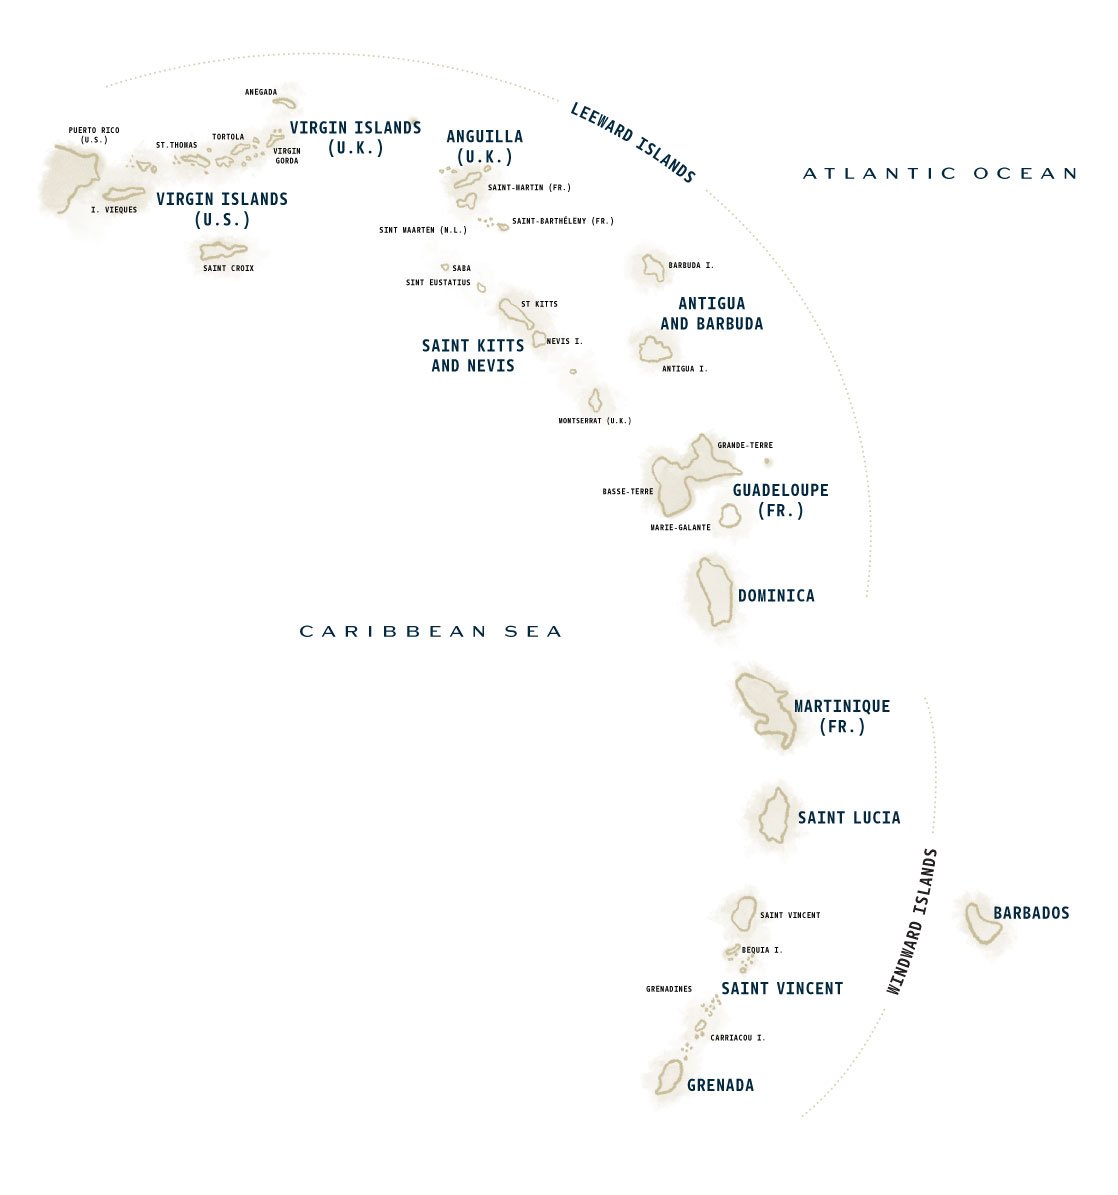 ANEGADA
PUERTO RICO
(U.S.)
ST.THOMAS
TORTOLA
VIRGIN
GORDA
VIRGIN ISLANDS
(U.K.)
ANGUILLA
(U.K.)
LEEWARD ISLANDS
ATLANTIC OCEAN
I. VIEQUES
VIRGIN ISLANDS
(U.S.)
SAINT CROIX
SAINT-MARTIN (FR.)
SAINT-BARTHÉLEMY (FR.)
SINT MAARTEN (N.L.)
SABA
SINT EUSTATIUS
BARBUDA I.
ANTIGUA
AND BARBUDA
ST KITTS
NEVIS I.
SAINT KITTS
AND NEVIS
ANTIGUA I.
MONTSERRAT (U.K.)
GRANDE-TERRE
BASSE-TERRE
GUADELOUPE
(FR.)
MARIE-GALANTE
DOMINICA
CARIBBEAN SEA
MARTINIQUE
(FR.)
SAINT LUCIA
WINDWARD ISLANDS
BARBADOS
SAINT VINCENT
BEQUIA I.
GRENADINES
SAINT VINCENT
CARRIACOU I.
GRENADA